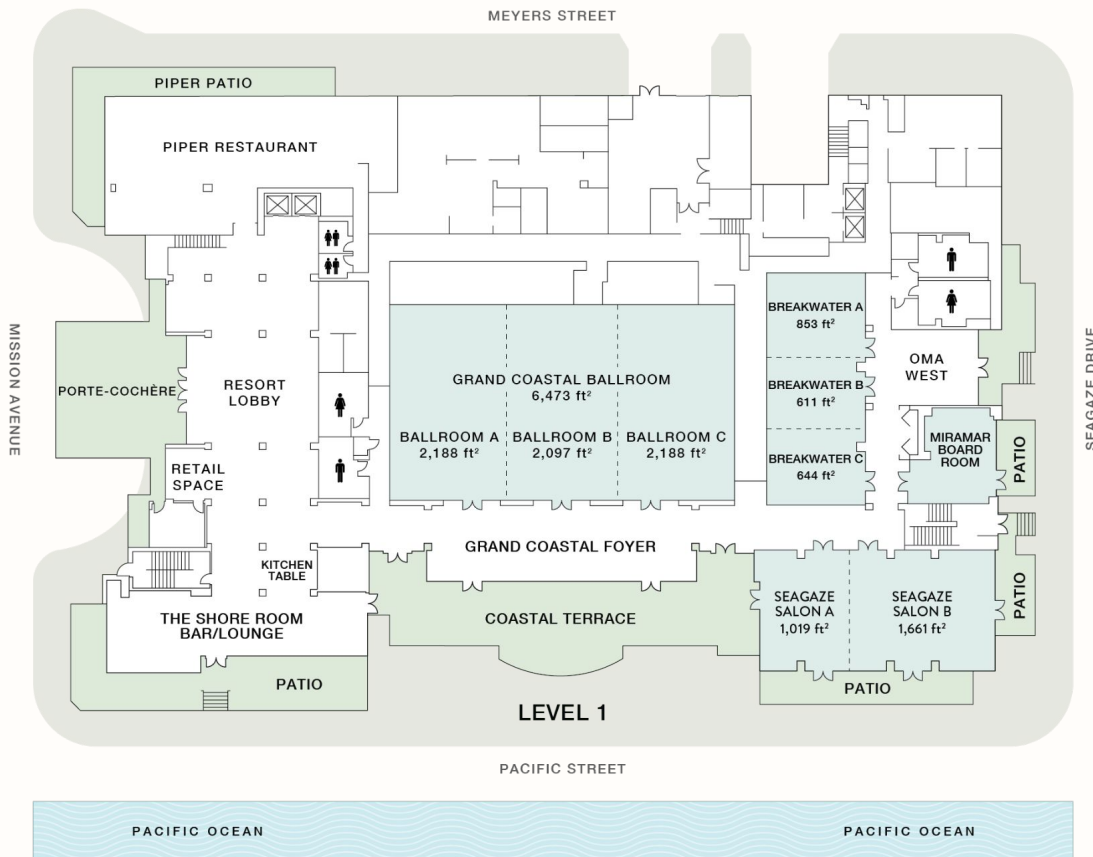 MEYERS STREET
PIPER PATIO
PIPER RESTAURANT
MISSION AVENUE
PORTE-COCHÈRE
RESORT
LOBBY
RETAIL
SPACE
KITCHEN
TABLE
THE SHORE ROOM
BAR/LOUNGE
PATIO
GRAND COASTAL BALLROOM
6,473 ft²
BALLROOM A
2,188 ft²
BALLROOM B
2,097 ft²
BALLROOM C
2,188 ft²
GRAND COASTAL FOYER
COASTAL TERRACE
BREAKWATER A
853 ft²
BREAKWATER B
611 ft²
BREAKWATER C
644 ft²
OMA
WEST
MIRAMAR
BOARD
ROOM
PATIO
SEAGAZE
SALON A
1,019 ft²
SEAGAZE
SALON B
1,661 ft²
PATIO
PATIO
SEAGAZE DRIVE
LEVEL 1
PACIFIC STREET
PACIFIC OCEAN
PACIFIC OCEAN